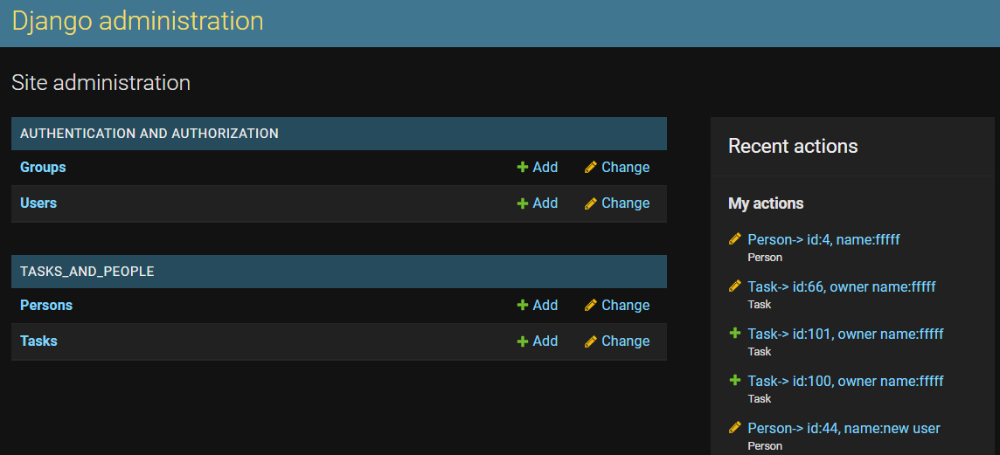 Django administration
Site administration
AUTHENTICATION AND AUTHORIZATION
Groups Add Change
Users Add Change
TASKS_AND_PEOPLE
Persons Add Change
Tasks Add Change
Recent actions
My actions
Person-> id:4, name:fffff
Person
Task-> id:66, owner name:fffff
Task
Task-> id:101, owner name:fffff
Task
Task-> id:100, owner name:fffff
Task
Person-> id:44, name:new user
Person